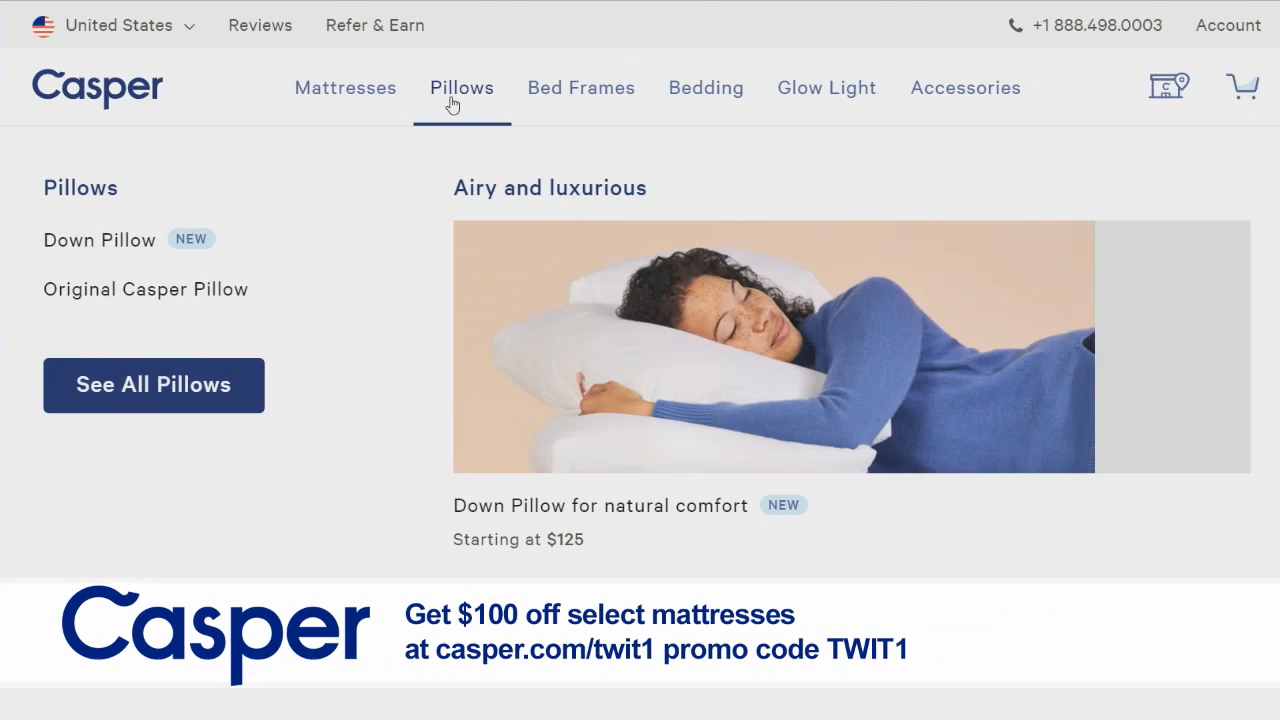 United States Reviews Refer & Earn +1 888.498.0003 Account
Casper Mattresses Pillows Bed Frames Bedding Glow Light Accessories
Pillows
Down Pillow NEW
Original Casper Pillow
See All Pillows
Airy and luxurious
Down Pillow for natural comfort NEW
Starting at $125
Casper
Get $100 off select mattresses
at casper.com/twit1 promo code TWIT1